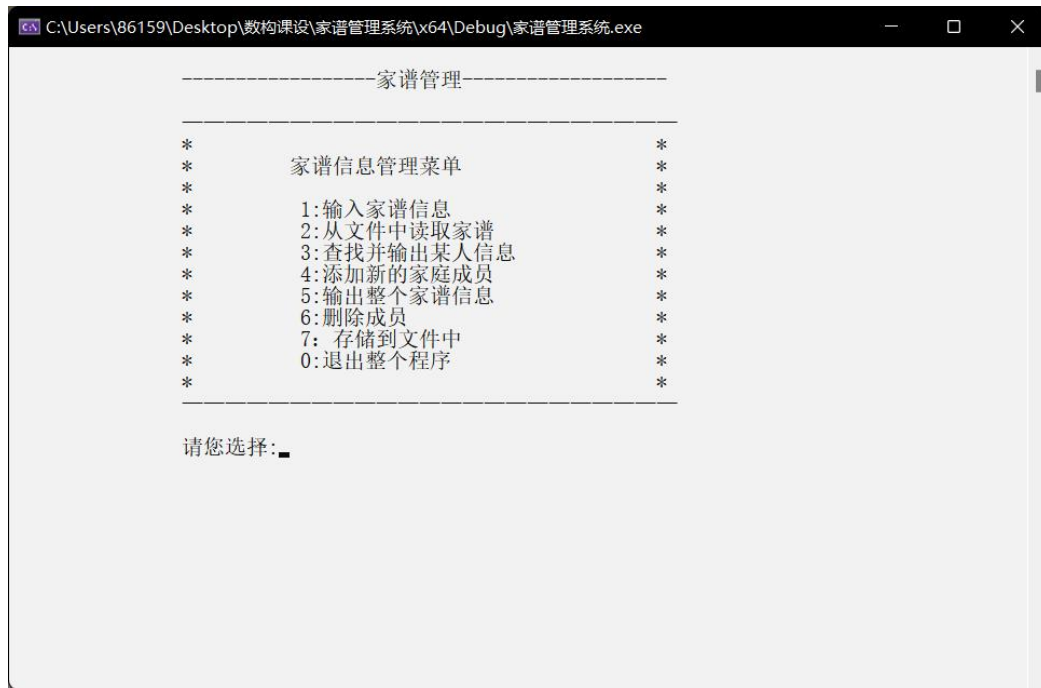 C:\Users\86159\Desktop\数构课设\家谱管理系统\x64\Debug\家谱管理系统.exe
------------------家谱管理-------------------
———————————————————————
* *
* 家谱信息管理菜单 *
* *
* 1:输入家谱信息 *
* 2:从文件中读取家谱 *
* 3:查找并输出某人信息 *
* 4:添加新的家庭成员 *
* 5:输出整个家谱信息 *
* 6:删除成员 *
* 7：存储到文件中 *
* 0:退出整个程序 *
* *
———————————————————————
请您选择: